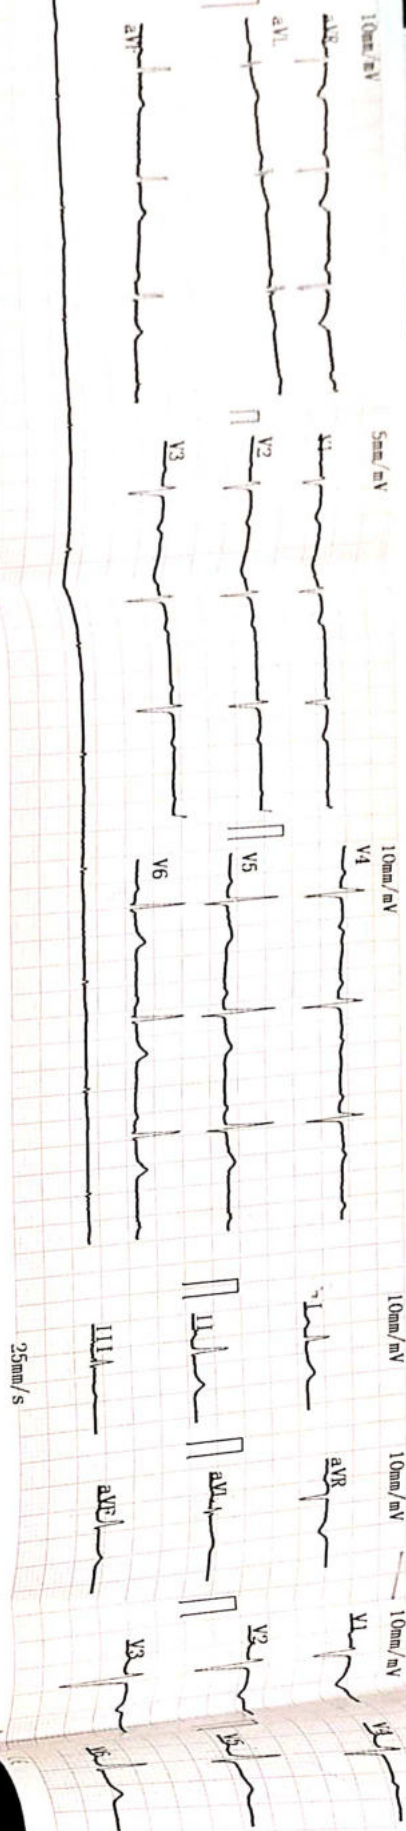 10mm/mV
aVR
aVL
aVF
5mm/mV
V1
V2
V3
10mm/mV
V4
V5
V6
10mm/mV
I
II
III
10mm/mV
aVR
aVL
aVF
10mm/mV
V1
V2
V3
V4
V5
V6
25mm/s